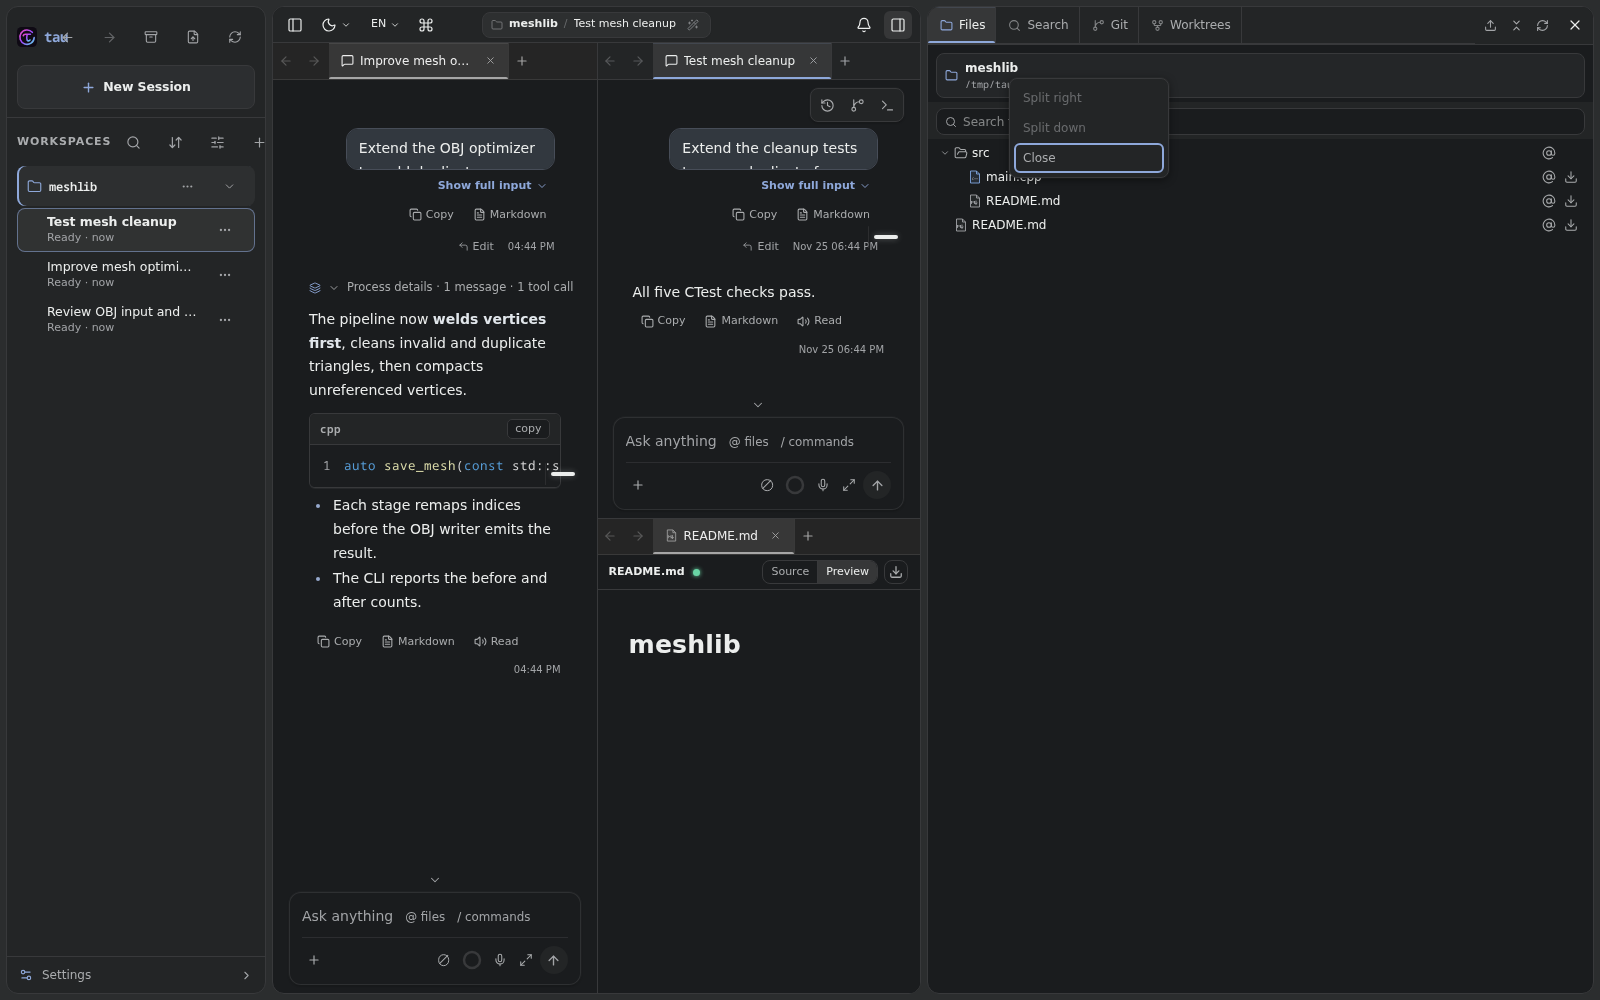 tau
New Session
WORKSPACES
meshlib
Test mesh cleanup
Ready · now
Improve mesh optimi...
Ready · now
Review OBJ input and ...
Ready · now
Settings
EN
meshlib / Test mesh cleanup
Improve mesh o...
Extend the OBJ optimizer
Show full input
Copy Markdown
Edit 04:44 PM
Process details · 1 message · 1 tool call
The pipeline now welds vertices
first, cleans invalid and duplicate
triangles, then compacts
unreferenced vertices.
cpp copy
1 auto save_mesh(const std::s
• Each stage remaps indices
before the OBJ writer emits the
result.
• The CLI reports the before and
after counts.
Copy Markdown Read
04:44 PM
Ask anything @ files / commands
Test mesh cleanup
Extend the cleanup tests
Show full input
Copy Markdown
Edit Nov 25 06:44 PM
All five CTest checks pass.
Copy Markdown Read
Nov 25 06:44 PM
Ask anything @ files / commands
README.md
README.md Source Preview
meshlib
Files Search Git Worktrees
meshlib
Split right
Split down
Close
Search
src
main.cpp
README.md
README.md